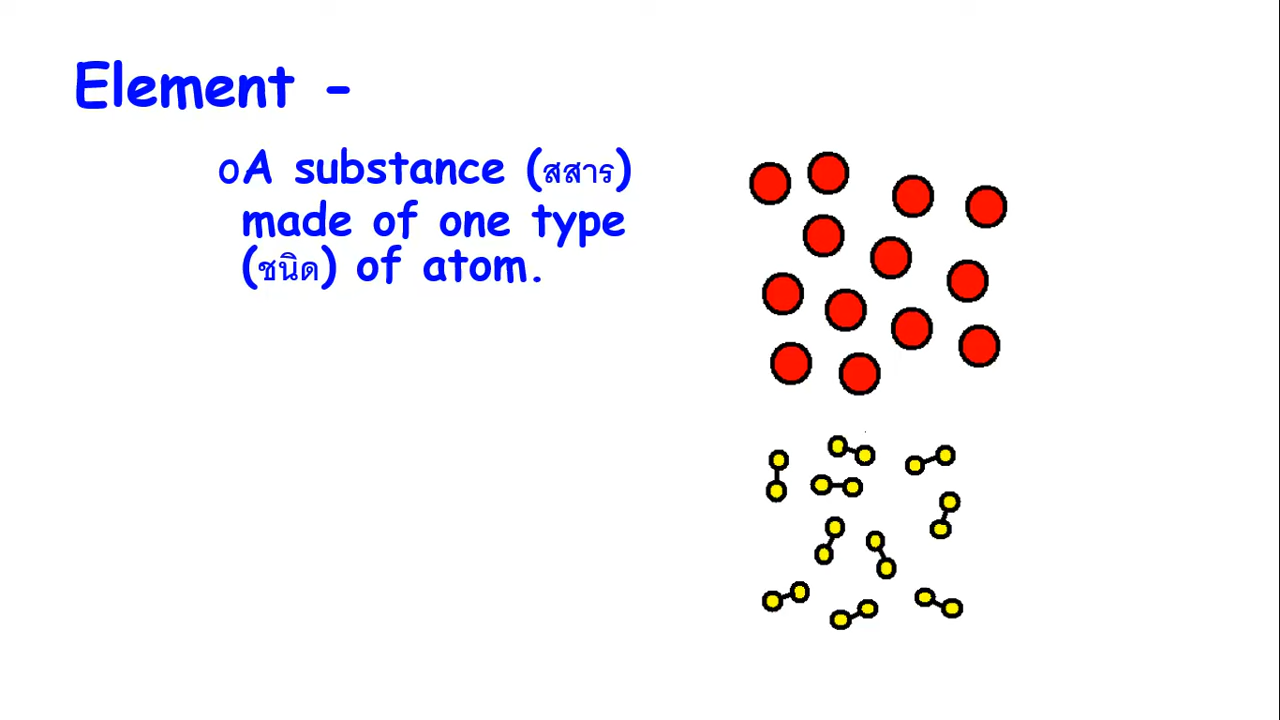 Element -
oA substance (สสาร)
made of one type
(ชนิด) of atom.